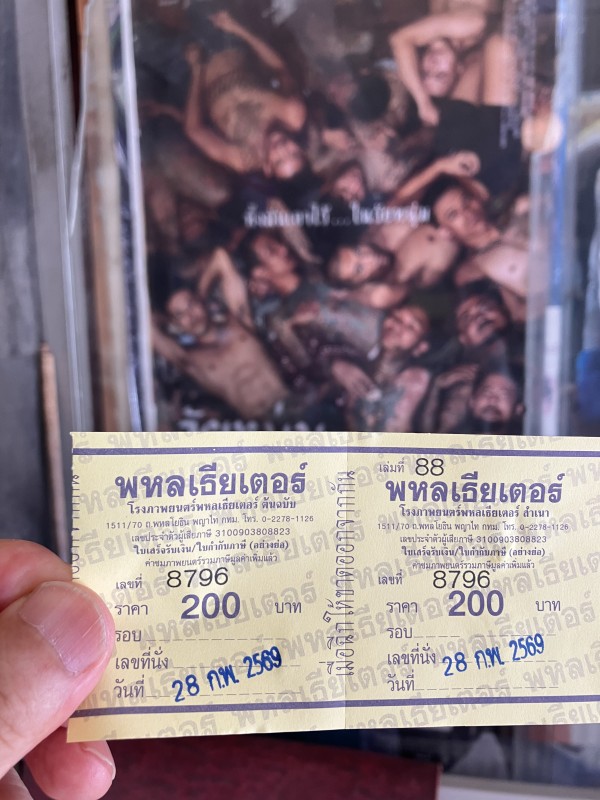 พหลเธียเตอร์
โรงภาพยนตร์พหลเธียเตอร์ ต้นฉบับ
1511/70 ถ.พหลโยธิน พญาไท กทม. โทร. 0-2278-1126
เลขประจำตัวผู้เสียภาษี 3100903808823
ใบเสร็จรับเงิน/ใบกำกับภาษี (อย่างย่อ)
ค่าชมภาพยนตร์รวมภาษีมูลค่าเพิ่มแล้ว
เลขที่ 8796
ราคา 200 บาท
รอบ
เลขที่นั่ง
วันที่ 28 ก.พ. 2569
เมื่อฉีกให้ขาดออกจากกัน
เล่มที่ 88
พหลเธียเตอร์
โรงภาพยนตร์พหลเธียเตอร์ สำเนา
1511/70 ถ.พหลโยธิน พญาไท กทม. โทร. 0-2278-1126
เลขประจำตัวผู้เสียภาษี 3100903808823
ใบเสร็จรับเงิน/ใบกำกับภาษี (อย่างย่อ)
ค่าชมภาพยนตร์รวมภาษีมูลค่าเพิ่มแล้ว
เลขที่ 8796
ราคา 200 บาท
รอบ
เลขที่นั่ง
วันที่ 28 ก.พ. 2569